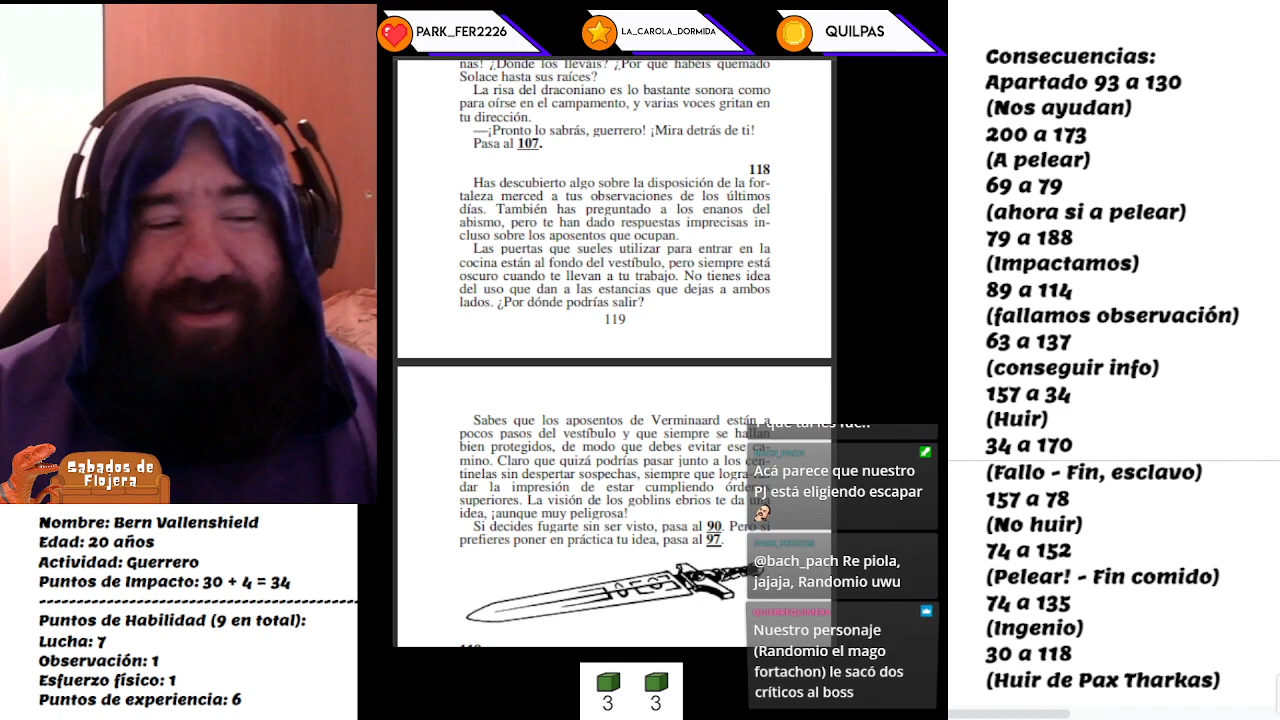 PARK_FER2226
LA_CAROLA_DORMIDA
QUILPAS
nas! ¿Dónde los lleváis? ¿Por qué habéis quemado
Solace hasta sus raíces?
La risa del draconiano es lo bastante sonora como
para oírse en el campamento, y varias voces gritan en
tu dirección.
—¡Pronto lo sabrás, guerrero! ¡Mira detrás de ti!
Pasa al 107.
118
Has descubierto algo sobre la disposición de la for-
taleza merced a tus observaciones de los últimos
días. También has preguntado a los enanos del
abismo, pero te han dado respuestas imprecisas in-
cluso sobre los aposentos que ocupan.
Las puertas que sueles utilizar para entrar en la
cocina están al fondo del vestíbulo, pero siempre está
oscuro cuando te llevan a tu trabajo. No tienes idea
del uso que dan a las estancias que dejas a ambos
lados. ¿Por dónde podrías salir?
119
Sabes que los aposentos de Verminaard están a
pocos pasos del vestíbulo y que siempre se hallan
bien protegidos, de modo que debes evitar ese ca-
mino. Claro que quizá podrías pasar junto a los cen-
tinelas sin despertar sospechas, siempre que logra
dar la impresión de estar cumpliendo órde
superiores. La visión de los goblins ebrios te da una
idea, ¡aunque muy peligrosa!
Si decides fugarte sin ser visto, pasa al 90. Pero si
prefieres poner en práctica tu idea, pasa al 97.
BACH_PACH
Acá parece que nuestro
PJ está eligiendo escapar
PARK_FER2226
@bach_pach Re piola,
jajaja, Randomio uwu
QUIEBREQUIMERA
Nuestro personaje
(Randomio el mago
fortachon) le sacó dos
críticos al boss
3 3
Sabados de
Flojera
Nombre: Bern Vallenshield
Edad: 20 años
Actividad: Guerrero
Puntos de Impacto: 30 + 4 = 34
Puntos de Habilidad (9 en total):
Lucha: 7
Observación: 1
Esfuerzo físico: 1
Puntos de experiencia: 6
Consecuencias:
Apartado 93 a 130
(Nos ayudan)
200 a 173
(A pelear)
69 a 79
(ahora si a pelear)
79 a 188
(Impactamos)
89 a 114
(fallamos observación)
63 a 137
(conseguir info)
157 a 34
(Huir)
34 a 170
(Fallo - Fin, esclavo)
157 a 78
(No huir)
74 a 152
(Pelear! - Fin comido)
74 a 135
(Ingenio)
30 a 118
(Huir de Pax Tharkas)